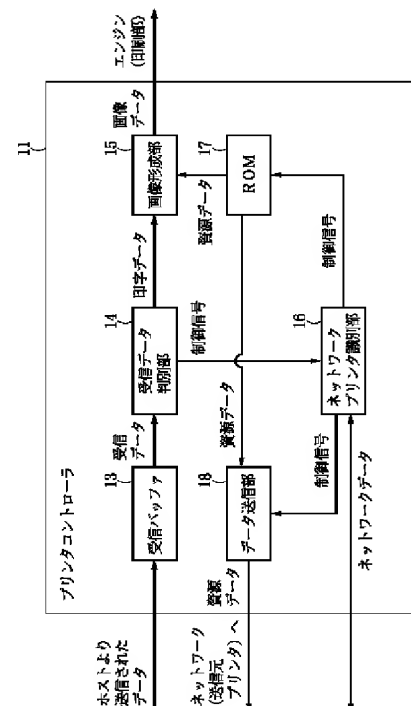 11
プリンタコントローラ
ホストより
送信された
データ
13
受信バッファ
受信
データ
14
受信データ
判別部
印字データ
15
画像形成部
画像
データ
エンジン
(印刷部)
制御信号
資源データ
17
ROM
資源データ
18
データ送信部
資源
データ
ネットワーク
(送信元
プリンタ)へ
制御信号
16
ネットワーク
プリンタ識別部
制御信号
ネットワークデータ